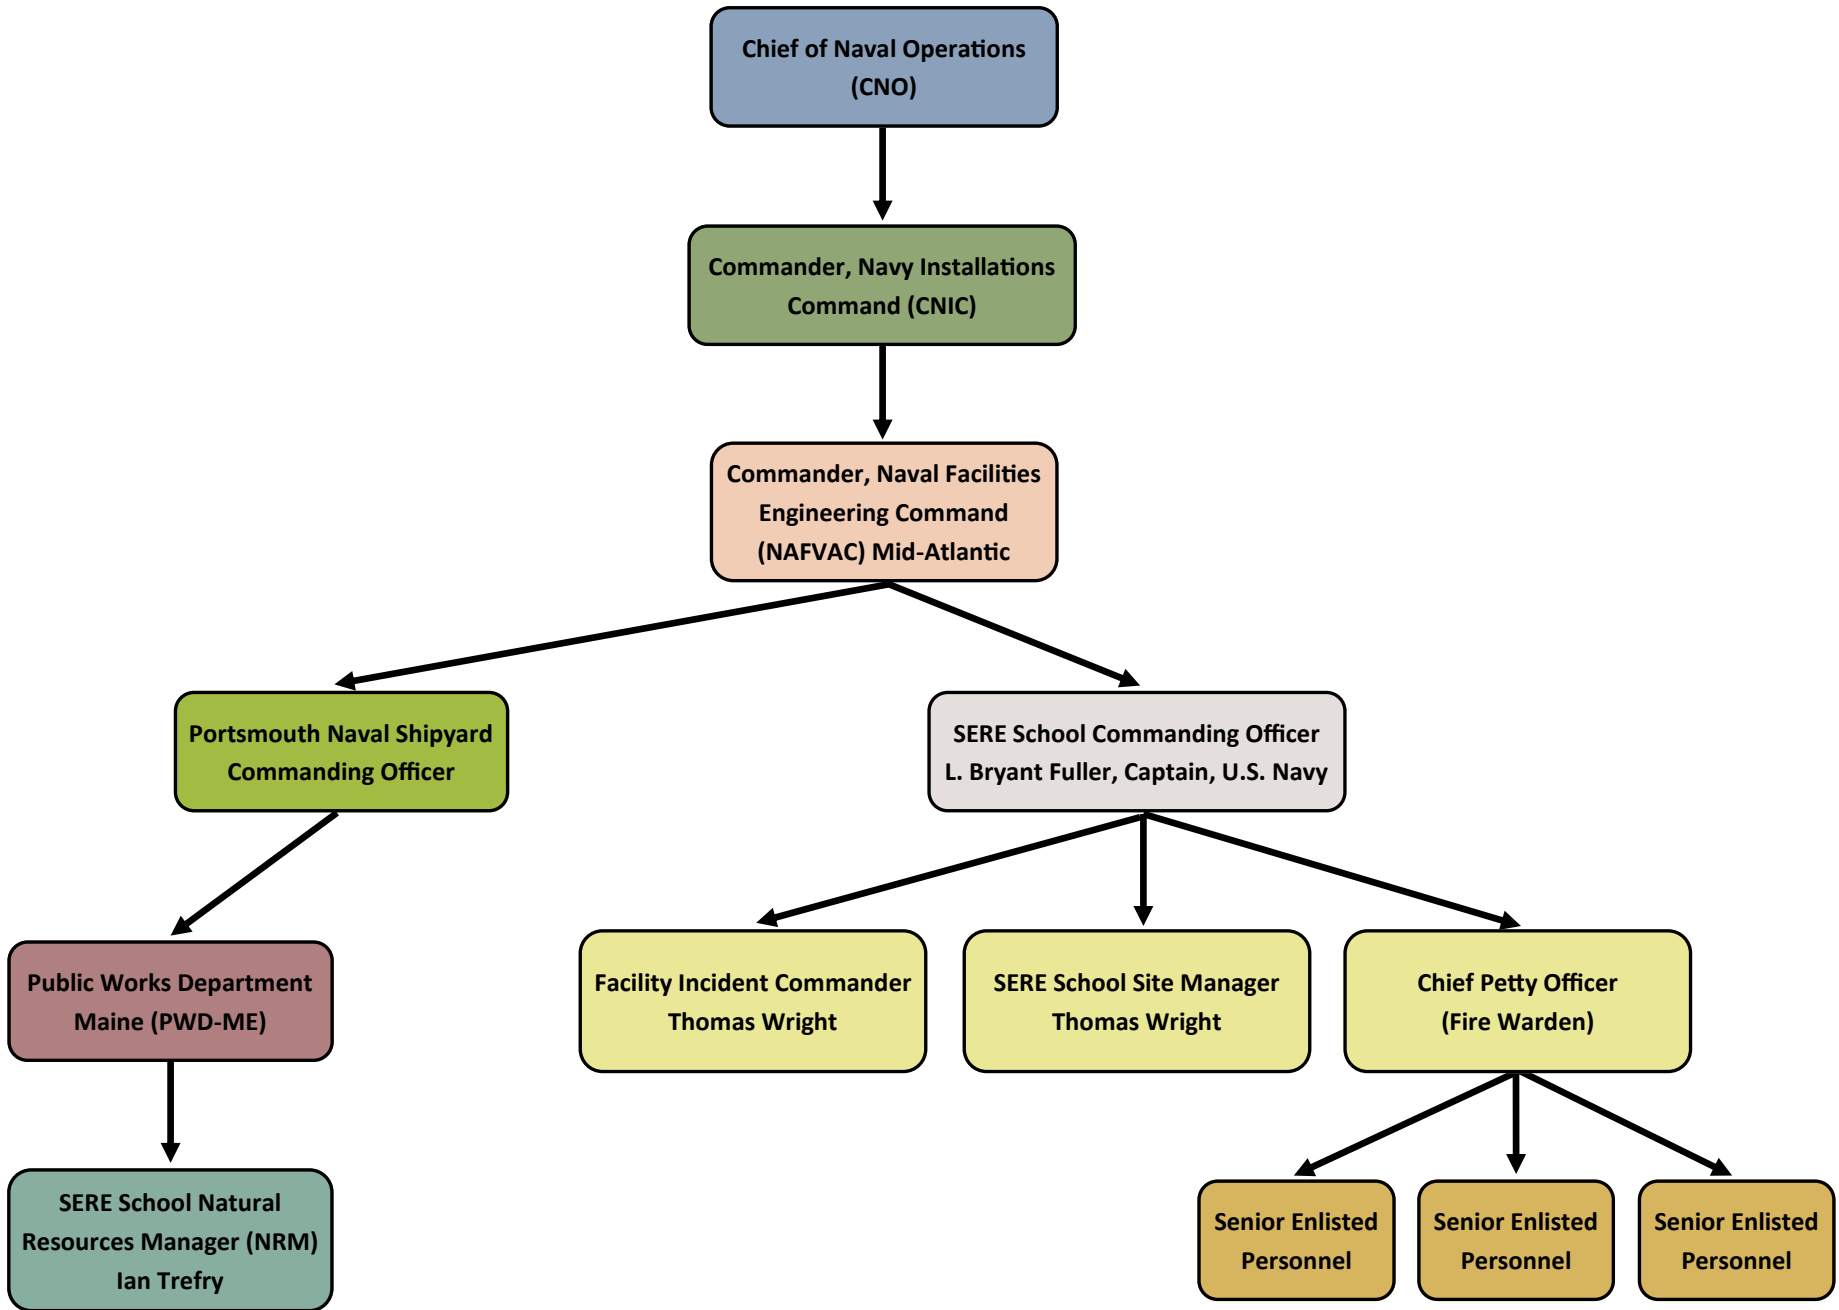 Chief of Naval Operations
(CNO)
Commander, Navy Installations
Command (CNIC)
Commander, Naval Facilities
Engineering Command
(NAFVAC) Mid-Atlantic
Portsmouth Naval Shipyard
Commanding Officer
SERE School Commanding Officer
L. Bryant Fuller, Captain, U.S. Navy
Public Works Department
Maine (PWD-ME)
Facility Incident Commander
Thomas Wright
SERE School Site Manager
Thomas Wright
Chief Petty Officer
(Fire Warden)
SERE School Natural
Resources Manager (NRM)
Ian Trefry
Senior Enlisted
Personnel
Senior Enlisted
Personnel
Senior Enlisted
Personnel